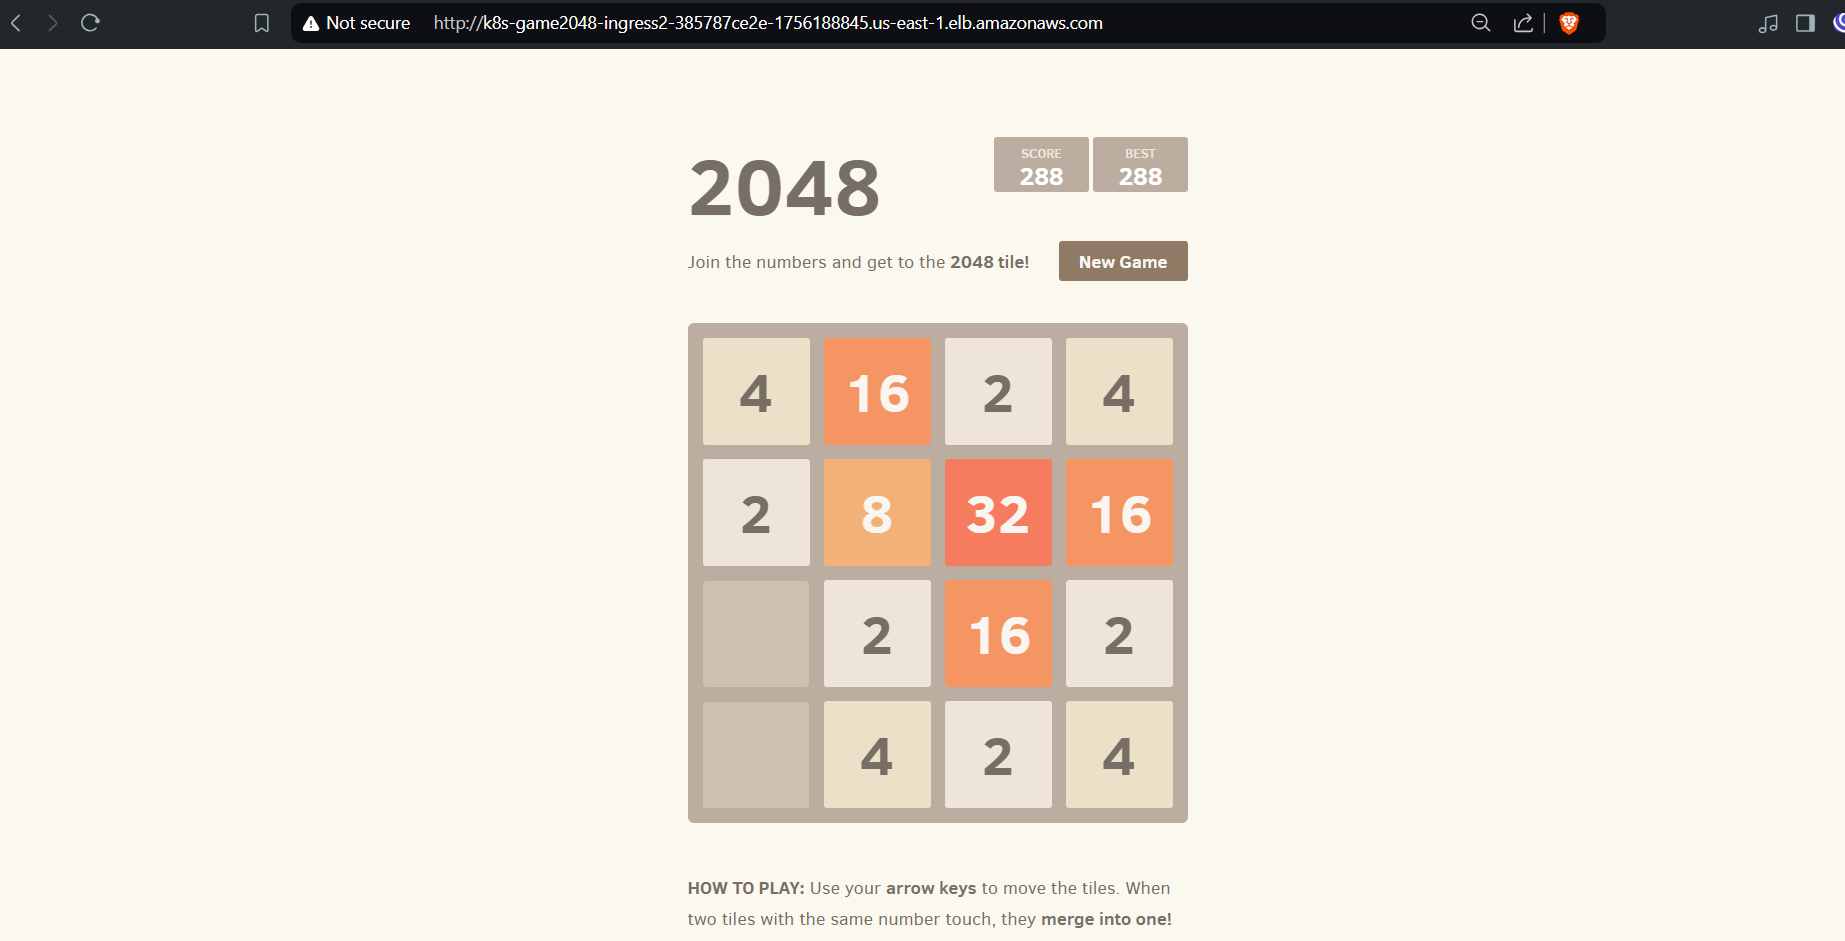 Not secure http://k8s-game2048-ingress2-385787ce2e-1756188845.us-east-1.elb.amazonaws.com
2048
SCORE BEST
288 288
Join the numbers and get to the 2048 tile! New Game
4 16 2 4
2 8 32 16
2 16 2
4 2 4
HOW TO PLAY: Use your arrow keys to move the tiles. When
two tiles with the same number touch, they merge into one!